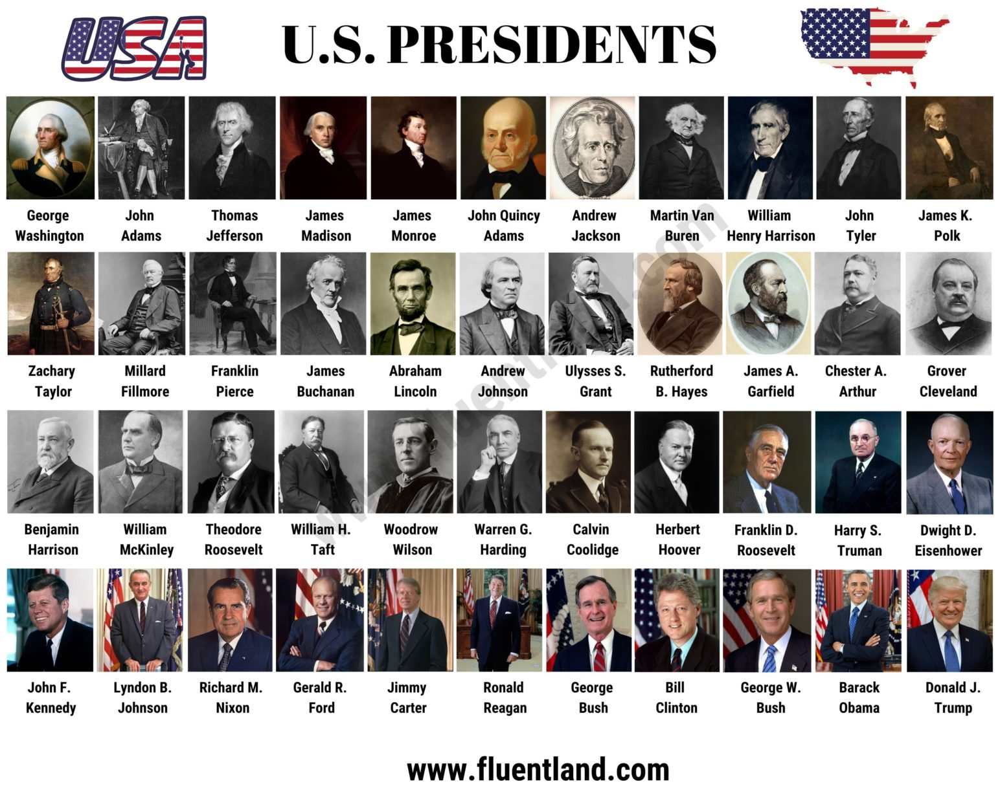 USA
U.S. PRESIDENTS
George John Thomas James James John Quincy Andrew Martin Van William John James K.
Washington Adams Jefferson Madison Monroe Adams Jackson Buren Henry Harrison Tyler Polk
Zachary Millard Franklin James Abraham Andrew Ulysses S. Rutherford James A. Chester A. Grover
Taylor Fillmore Pierce Buchanan Lincoln Johnson Grant B. Hayes Garfield Arthur Cleveland
Benjamin William Theodore William H. Woodrow Warren G. Calvin Herbert Franklin D. Harry S. Dwight D.
Harrison McKinley Roosevelt Taft Wilson Harding Coolidge Hoover Roosevelt Truman Eisenhower
John F. Lyndon B. Richard M. Gerald R. Jimmy Ronald George Bill George W. Barack Donald J.
Kennedy Johnson Nixon Ford Carter Reagan Bush Clinton Bush Obama Trump
www.fluentland.com
www.fluentland.com